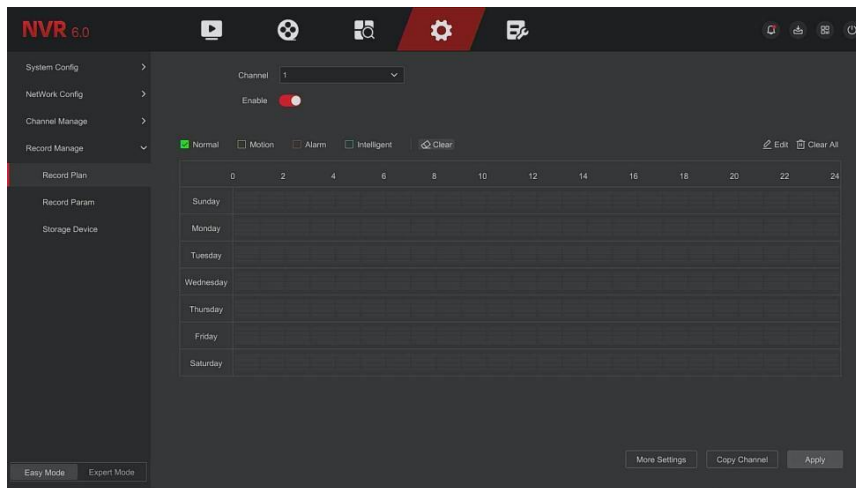 NVR 6.0
System Config
NetWork Config
Channel Manage
Record Manage
Record Plan
Record Param
Storage Device
Easy Mode Expert Mode
Channel 1
Enable
Normal Motion Alarm Intelligent Clear Edit Clear All
0 2 4 6 8 10 12 14 16 18 20 22 24
Sunday
Monday
Tuesday
Wednesday
Thursday
Friday
Saturday
More Settings Copy Channel Apply